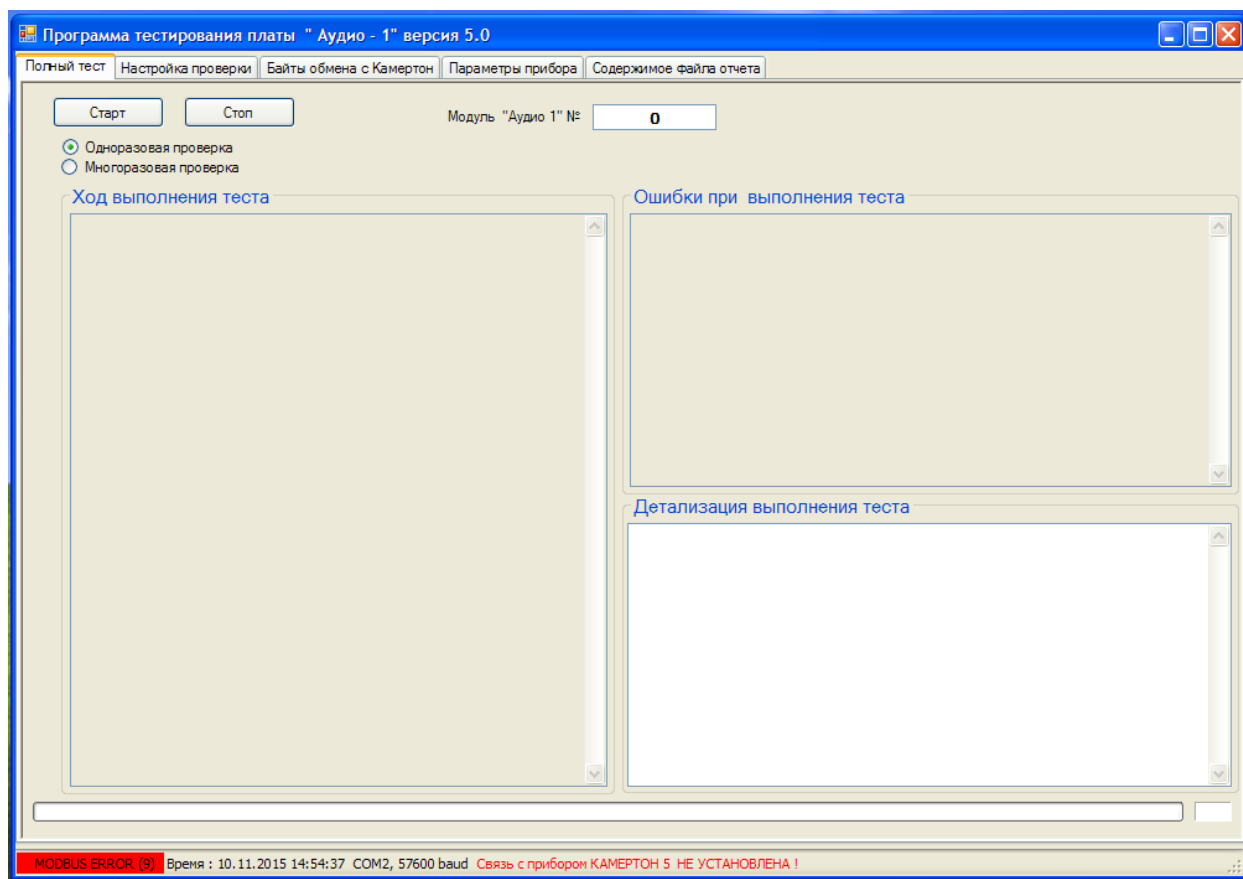 Программа тестирования платы " Аудио - 1" версия 5.0
Полный тест Настройка проверки Байты обмена с Камертон Параметры прибора Содержимое файла отчета
Старт Стоп Модуль "Аудио 1" № 0
Одноразовая проверка
Многоразовая проверка
Ход выполнения теста
Ошибки при выполнения теста
Детализация выполнения теста
MODBUS ERROR (9) Время : 10.11.2015 14:54:37 COM2, 57600 baud Связь с прибором КАМЕРТОН 5 НЕ УСТАНОВЛЕНА !